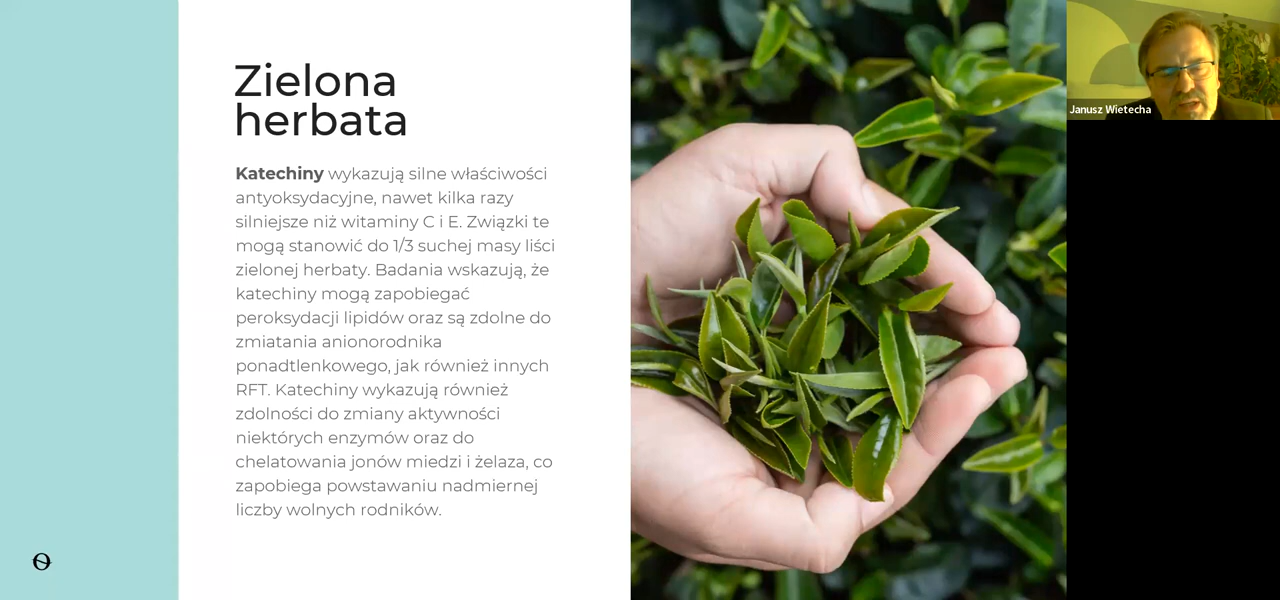 Zielona
herbata
Katechiny wykazują silne właściwości
antyoksydacyjne, nawet kilka razy
silniejsze niż witaminy C i E. Związki te
mogą stanowić do 1/3 suchej masy liści
zielonej herbaty. Badania wskazują, że
katechiny mogą zapobiegać
peroksydacji lipidów oraz są zdolne do
zmiatania anionorodnika
ponadtlenkowego, jak również innych
RFT. Katechiny wykazują również
zdolności do zmiany aktywności
niektórych enzymów oraz do
chelatowania jonów miedzi i żelaza, co
zapobiega powstawaniu nadmiernej
liczby wolnych rodników.
Janusz Wietecha